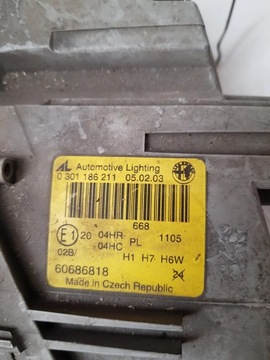 AL Automotive Lighting
0 301 186 211 05.02.03
668
E1 20 04HR PL 1105
02B/ 04HC
H1 H7 H6W
60686818
Made in Czech Republic